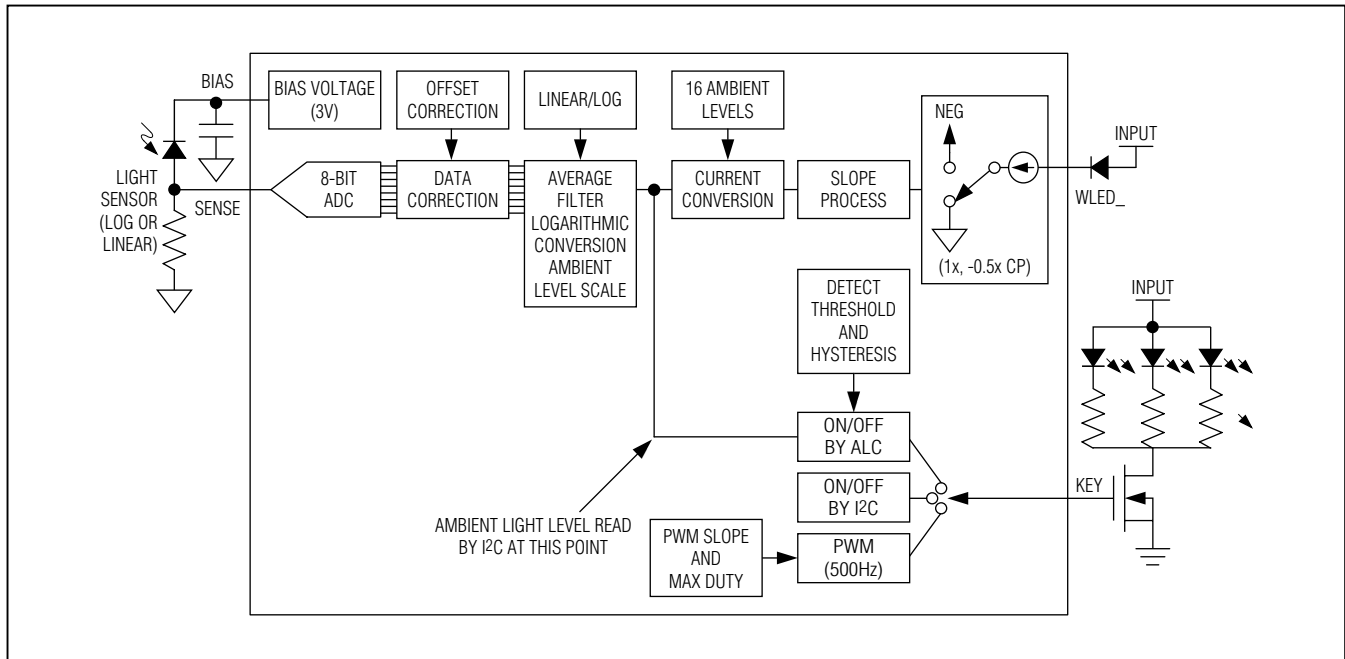 BIAS
BIAS VOLTAGE
(3V)
OFFSET
CORRECTION
LINEAR/LOG
16 AMBIENT
LEVELS
NEG
INPUT
LIGHT
SENSOR
(LOG OR
LINEAR)
SENSE
8-BIT
ADC
DATA
CORRECTION
AVERAGE
FILTER
LOGARITHMIC
CONVERSION
AMBIENT
LEVEL SCALE
CURRENT
CONVERSION
SLOPE
PROCESS
WLED_
(1x, -0.5x CP)
DETECT
THRESHOLD
AND
HYSTERESIS
INPUT
ON/OFF
BY ALC
ON/OFF
BY I2C
KEY
AMBIENT LIGHT LEVEL READ
BY I2C AT THIS POINT
PWM SLOPE
AND
MAX DUTY
PWM
(500Hz)